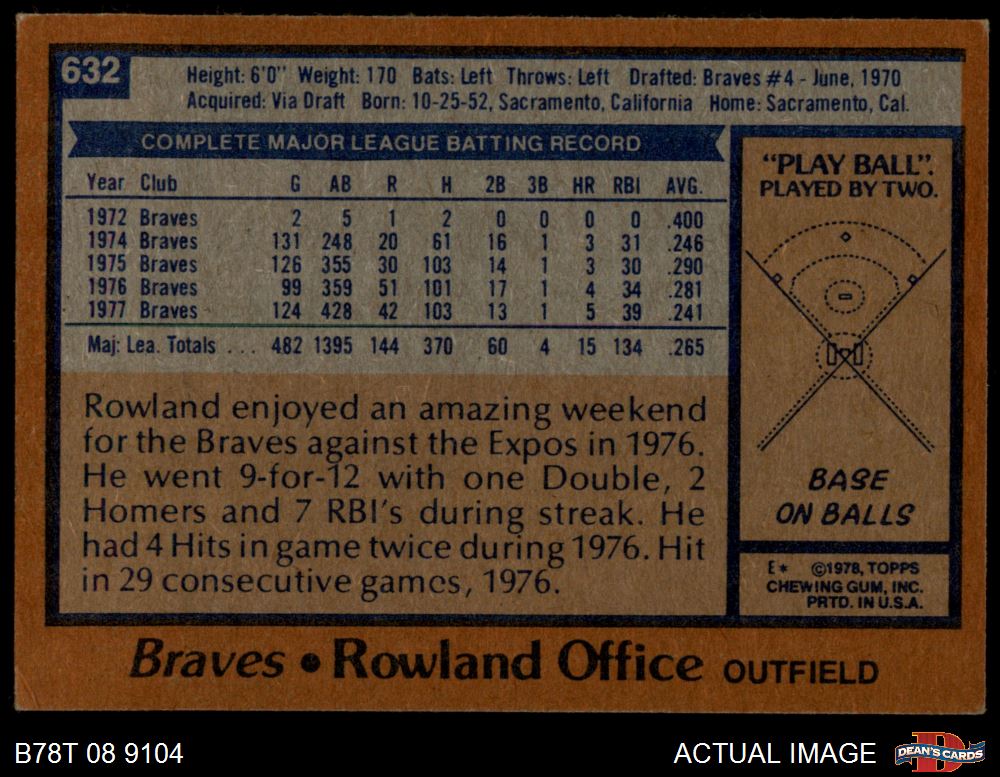 632
Height: 6'0" Weight: 170 Bats: Left Throws: Left Drafted: Braves #4 - June, 1970
Acquired: Via Draft Born: 10-25-52, Sacramento, California Home: Sacramento, Cal.
COMPLETE MAJOR LEAGUE BATTING RECORD
Year Club G AB R H 2B 3B HR RBI AVG.
1972 Braves 2 5 1 2 0 0 0 0 .400
1974 Braves 131 248 20 61 16 1 3 31 .246
1975 Braves 126 355 30 103 14 1 3 30 .290
1976 Braves 99 359 51 101 17 1 4 34 .281
1977 Braves 124 428 42 103 13 1 5 39 .241
Maj. Lea. Totals ... 482 1395 144 370 60 4 15 134 .265
Rowland enjoyed an amazing weekend
for the Braves against the Expos in 1976.
He went 9-for-12 with one Double, 2
Homers and 7 RBI's during streak. He
had 4 Hits in game twice during 1976. Hit
in 29 consecutive games, 1976.
"PLAY BALL".
PLAYED BY TWO.
BASE
ON BALLS
E* ©1978, TOPPS
CHEWING GUM, INC.
PRTD. IN U.S.A.
Braves • Rowland Office OUTFIELD
B78T 08 9104
ACTUAL IMAGE
D
DEAN'S CARDS